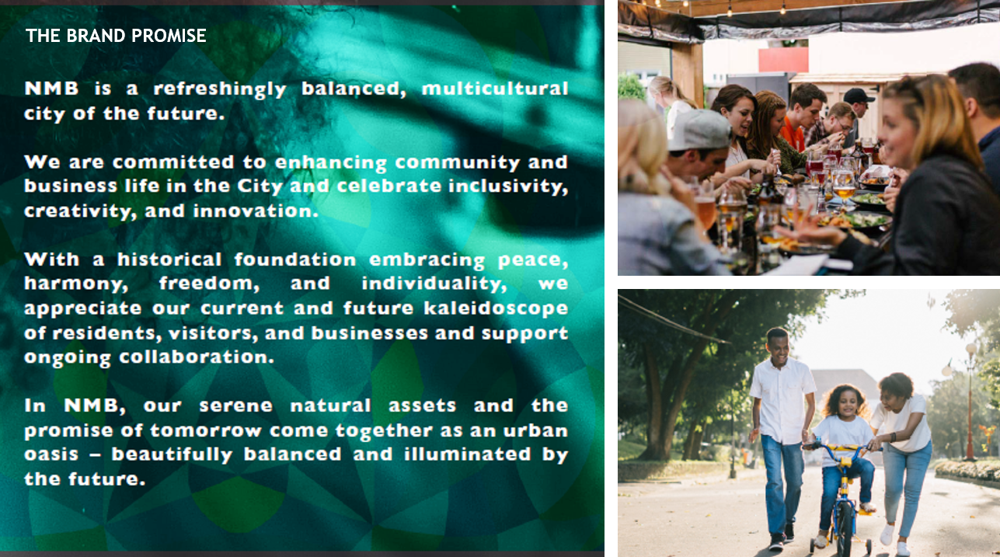 THE BRAND PROMISE
NMB is a refreshingly balanced, multicultural
city of the future.
We are committed to enhancing community and
business life in the City and celebrate inclusivity,
creativity, and innovation.
With a historical foundation embracing peace,
harmony, freedom, and individuality, we
appreciate our current and future kaleidoscope
of residents, visitors, and businesses and support
ongoing collaboration.
In NMB, our serene natural assets and the
promise of tomorrow come together as an urban
oasis – beautifully balanced and illuminated by
the future.